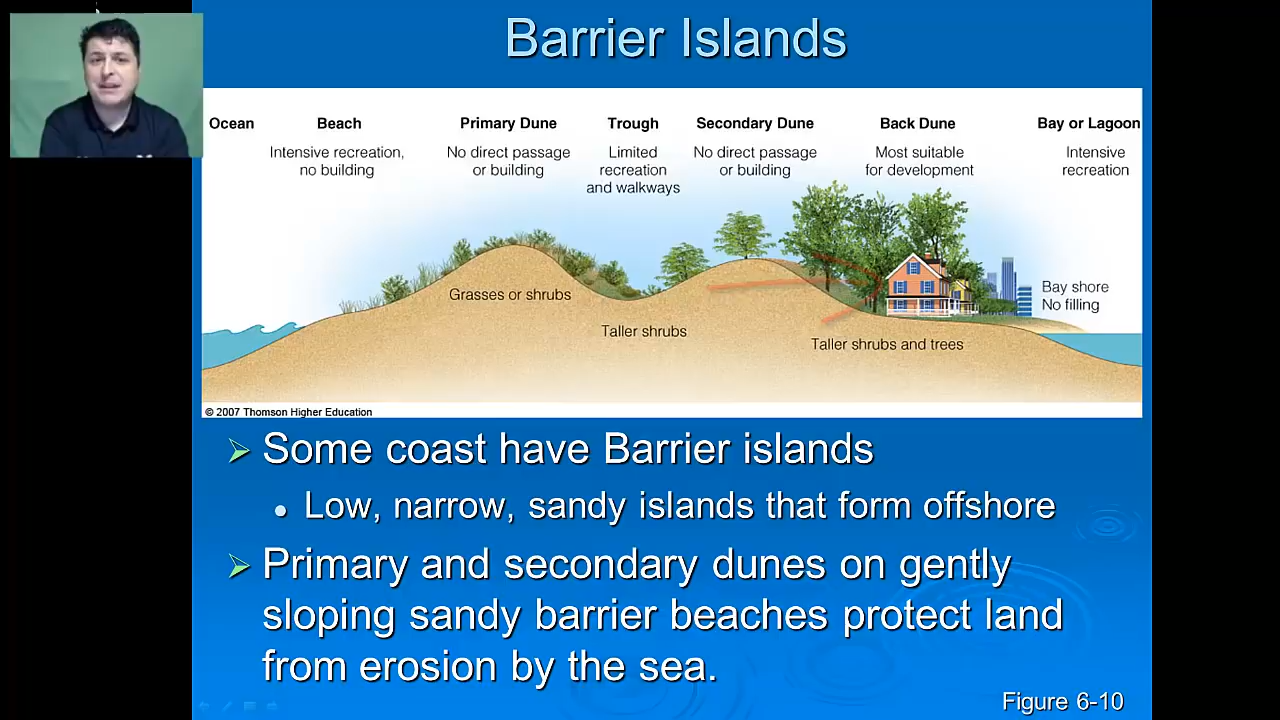 Barrier Islands
Ocean
Beach
Primary Dune
Trough
Secondary Dune
Back Dune
Bay or Lagoon
Intensive recreation,
no building
No direct passage
or building
Limited
recreation
and walkways
No direct passage
or building
Most suitable
for development
Intensive
recreation
Grasses or shrubs
Taller shrubs
Taller shrubs and trees
Bay shore
No filling
© 2007 Thomson Higher Education
Some coast have Barrier islands
Low, narrow, sandy islands that form offshore
Primary and secondary dunes on gently
sloping sandy barrier beaches protect land
from erosion by the sea.
Figure 6-10